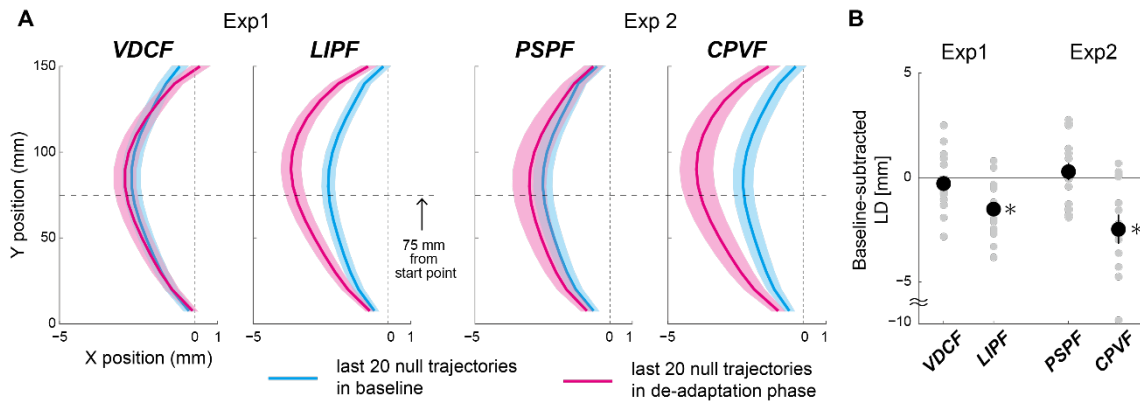 A
Exp1
Exp 2
VDCF
LIPF
PSPF
CPVF
150
100
50
0
Y position (mm)
75 mm
from
start point
-5
0
1
-5
0
1
-5
0
1
-5
0
1
X position (mm)
last 20 null trajectories
in baseline
last 20 null trajectories
in de-adaptation phase
B
Exp1
Exp2
5
0
−5
−10
Baseline-subtracted
LD [mm]
*
*
VDCF
LIPF
PSPF
CPVF